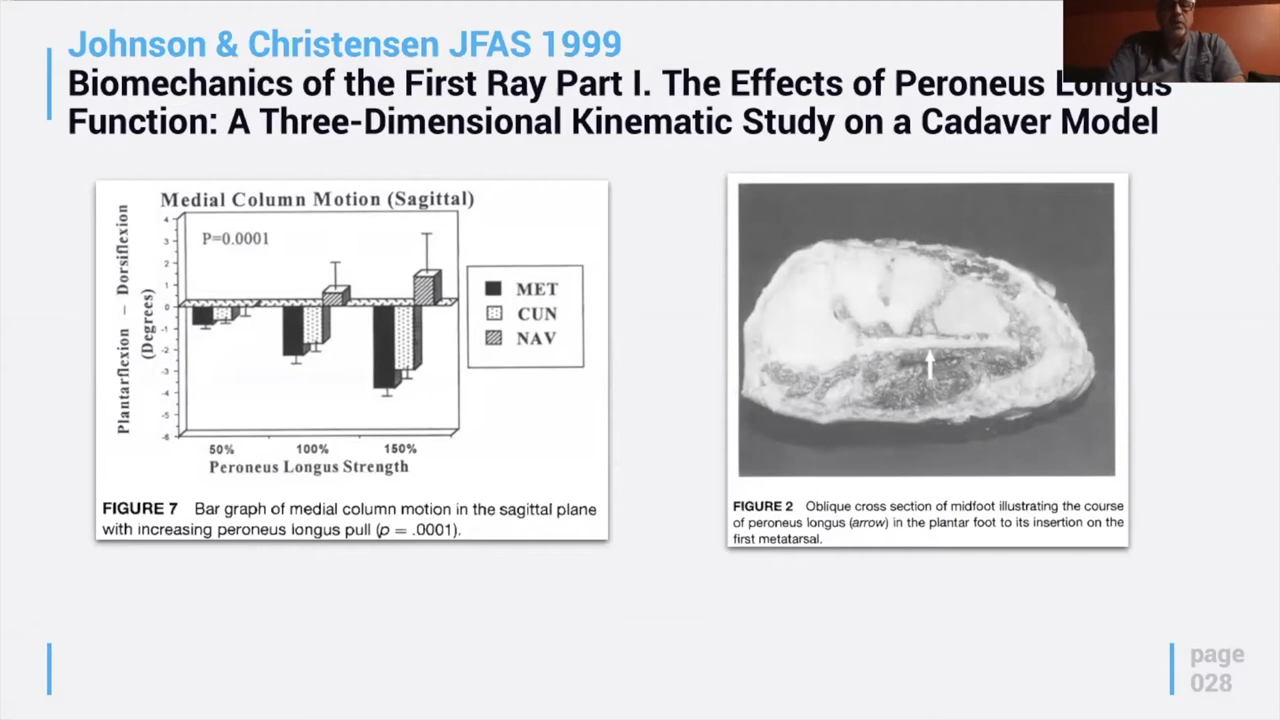 Johnson & Christensen JFAS 1999
Biomechanics of the First Ray Part I. The Effects of Peroneus Longus
Function: A Three-Dimensional Kinematic Study on a Cadaver Model
Medial Column Motion (Sagittal)
Plantarflexion – Dorsiflexion
(Degrees)
4
3
2
1
0
-1
-2
-3
-4
-5
-6
P=0.0001
MET
CUN
NAV
50% 100% 150%
Peroneus Longus Strength
FIGURE 7 Bar graph of medial column motion in the sagittal plane
with increasing peroneus longus pull (p = .0001).
FIGURE 2 Oblique cross section of midfoot illustrating the course
of peroneus longus (arrow) in the plantar foot to its insertion on the
first metatarsal.
page
028